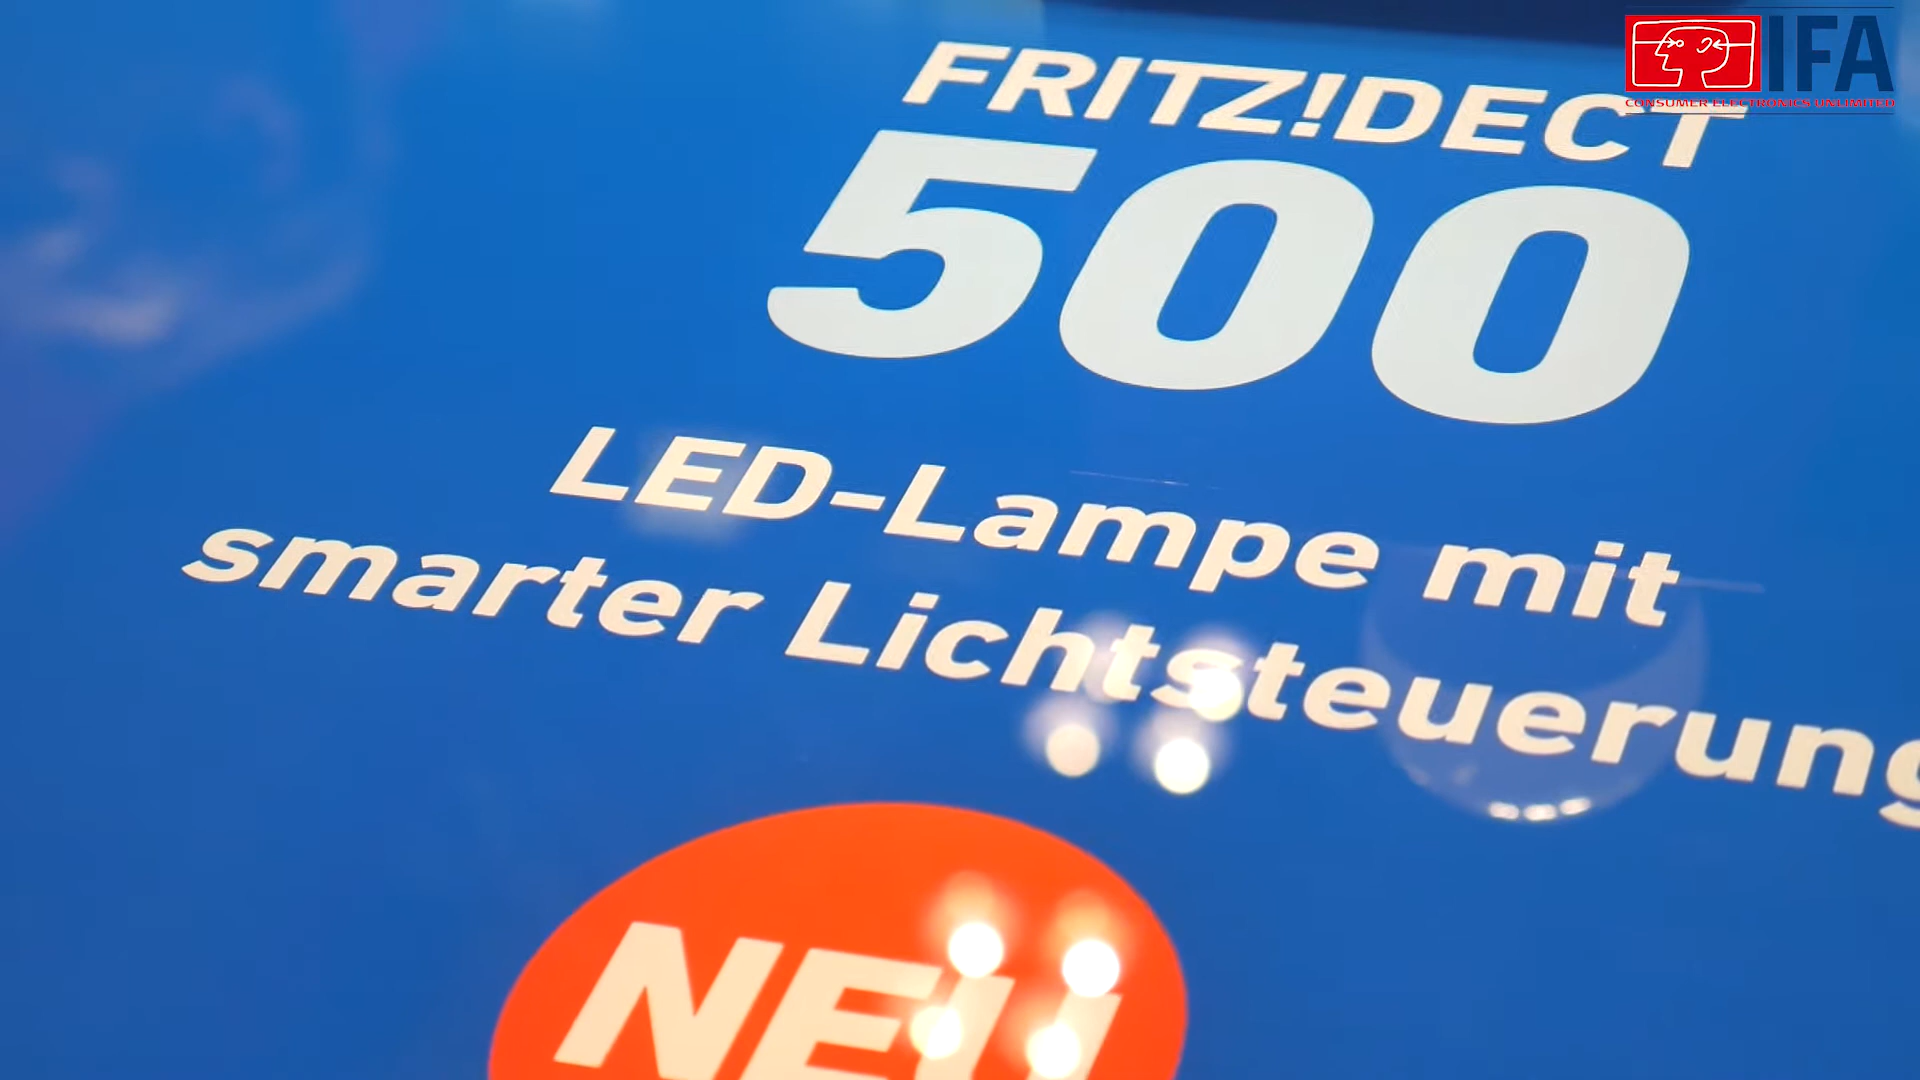 IFA
CONSUMER ELECTRONICS UNLIMITED
FRITZ!DECT
500
LED-Lampe mit
smarter Lichtsteuerung
NEU